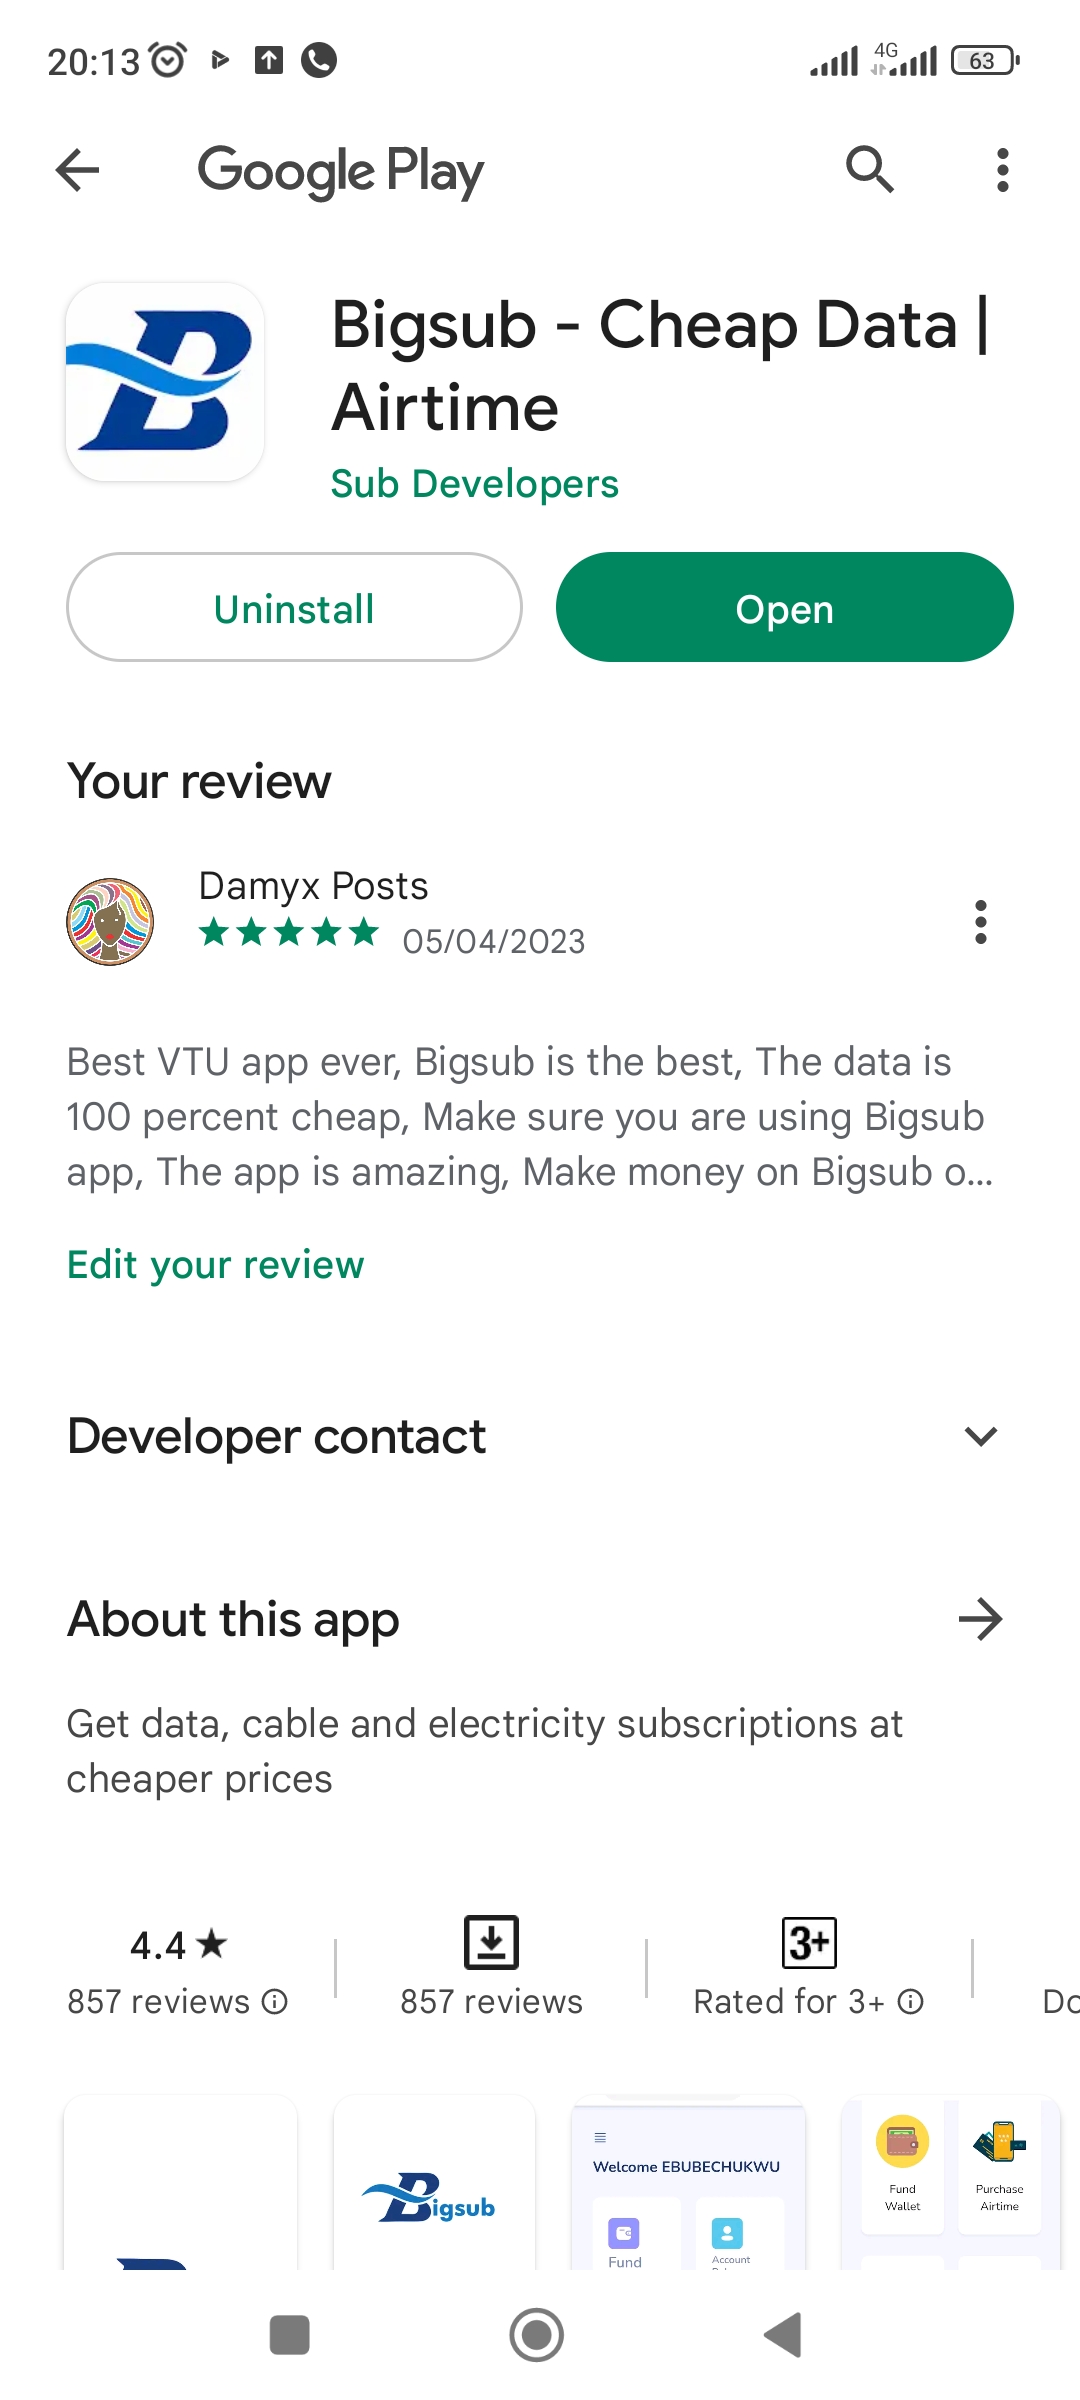 20:13
4G
63
Google Play
Bigsub - Cheap Data |
Airtime
Sub Developers
Uninstall
Open
Your review
Damyx Posts
05/04/2023
Best VTU app ever, Bigsub is the best, The data is
100 percent cheap, Make sure you are using Bigsub
app, The app is amazing, Make money on Bigsub o...
Edit your review
Developer contact
About this app
Get data, cable and electricity subscriptions at
cheaper prices
4.4
3+
857 reviews
857 reviews
Rated for 3+
Do
Bigsub
Welcome EBUBECHUKWU
Fund
Account
Fund
Wallet
Purchase
Airtime